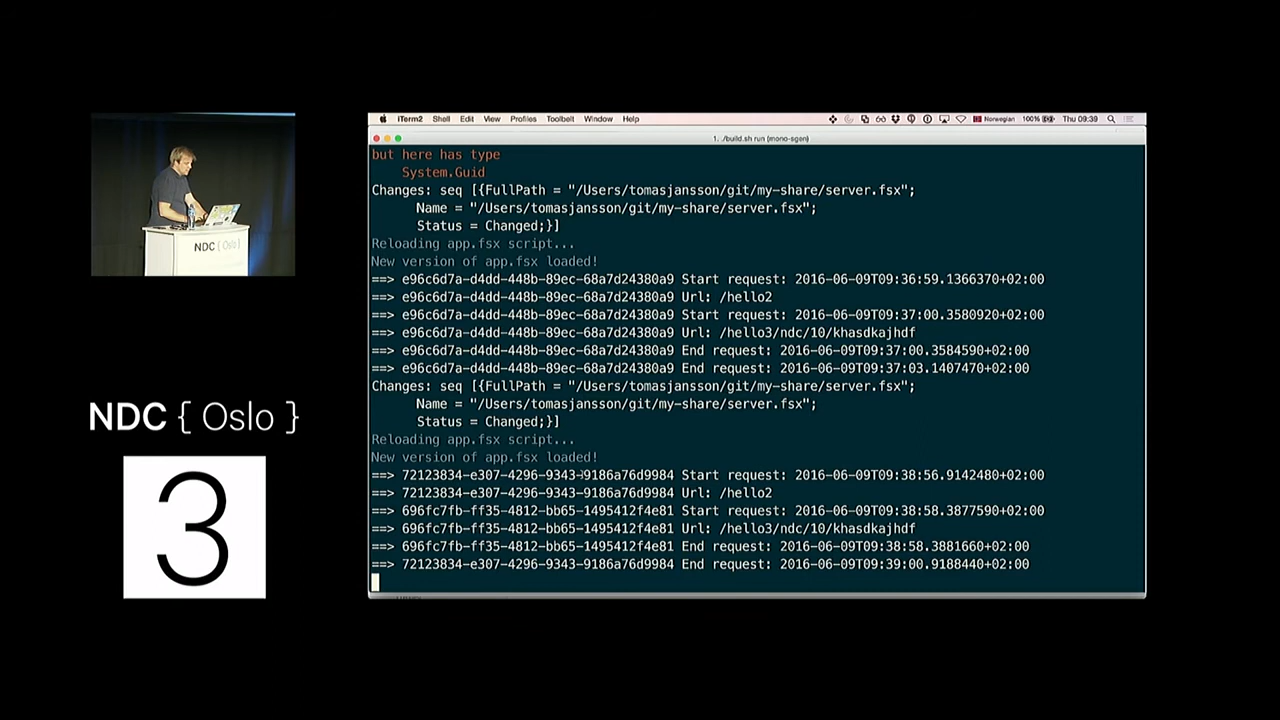 iTerm2 Shell Edit View Profiles Toolbelt Window Help Norwegian 100% Thu 09:39
1. ./build.sh run (mono-sgen)
but here has type
System.Guid
Changes: seq [{FullPath = "/Users/tomasjansson/git/my-share/server.fsx";
Name = "/Users/tomasjansson/git/my-share/server.fsx";
Status = Changed;}]
Reloading app.fsx script...
New version of app.fsx loaded!
==> e96c6d7a-d4dd-448b-89ec-68a7d24380a9 Start request: 2016-06-09T09:36:59.1366370+02:00
==> e96c6d7a-d4dd-448b-89ec-68a7d24380a9 Url: /hello2
==> e96c6d7a-d4dd-448b-89ec-68a7d24380a9 Start request: 2016-06-09T09:37:00.3580920+02:00
==> e96c6d7a-d4dd-448b-89ec-68a7d24380a9 Url: /hello3/ndc/10/khasdkajhdf
==> e96c6d7a-d4dd-448b-89ec-68a7d24380a9 End request: 2016-06-09T09:37:00.3584590+02:00
==> e96c6d7a-d4dd-448b-89ec-68a7d24380a9 End request: 2016-06-09T09:37:03.1407470+02:00
Changes: seq [{FullPath = "/Users/tomasjansson/git/my-share/server.fsx";
Name = "/Users/tomasjansson/git/my-share/server.fsx";
Status = Changed;}]
Reloading app.fsx script...
New version of app.fsx loaded!
==> 72123834-e307-4296-9343-9186a76d9984 Start request: 2016-06-09T09:38:56.9142480+02:00
==> 72123834-e307-4296-9343-9186a76d9984 Url: /hello2
==> 696fc7fb-ff35-4812-bb65-1495412f4e81 Start request: 2016-06-09T09:38:58.3877590+02:00
==> 696fc7fb-ff35-4812-bb65-1495412f4e81 Url: /hello3/ndc/10/khasdkajhdf
==> 696fc7fb-ff35-4812-bb65-1495412f4e81 End request: 2016-06-09T09:38:58.3881660+02:00
==> 72123834-e307-4296-9343-9186a76d9984 End request: 2016-06-09T09:39:00.9188440+02:00
NDC { Oslo }
NDC { Oslo }
3